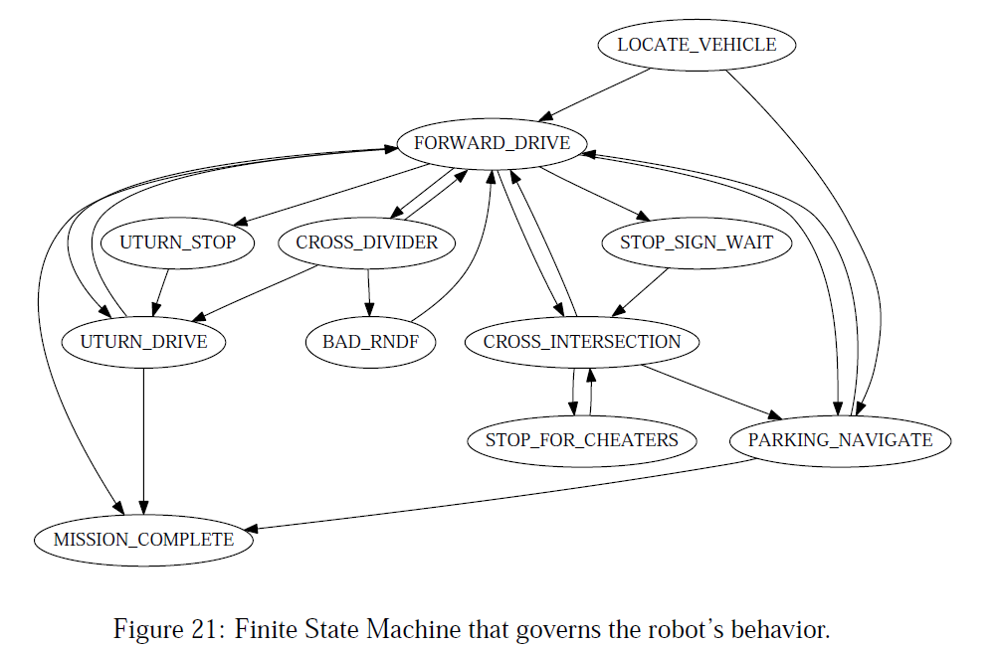 LOCATE_VEHICLE
FORWARD_DRIVE
UTURN_STOP
CROSS_DIVIDER
STOP_SIGN_WAIT
UTURN_DRIVE
BAD_RNDF
CROSS_INTERSECTION
STOP_FOR_CHEATERS
PARKING_NAVIGATE
MISSION_COMPLETE
Figure 21: Finite State Machine that governs the robot's behavior.